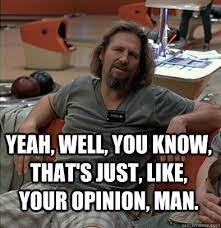 YEAH, WELL, YOU KNOW,
THAT'S JUST, LIKE,
YOUR OPINION, MAN.